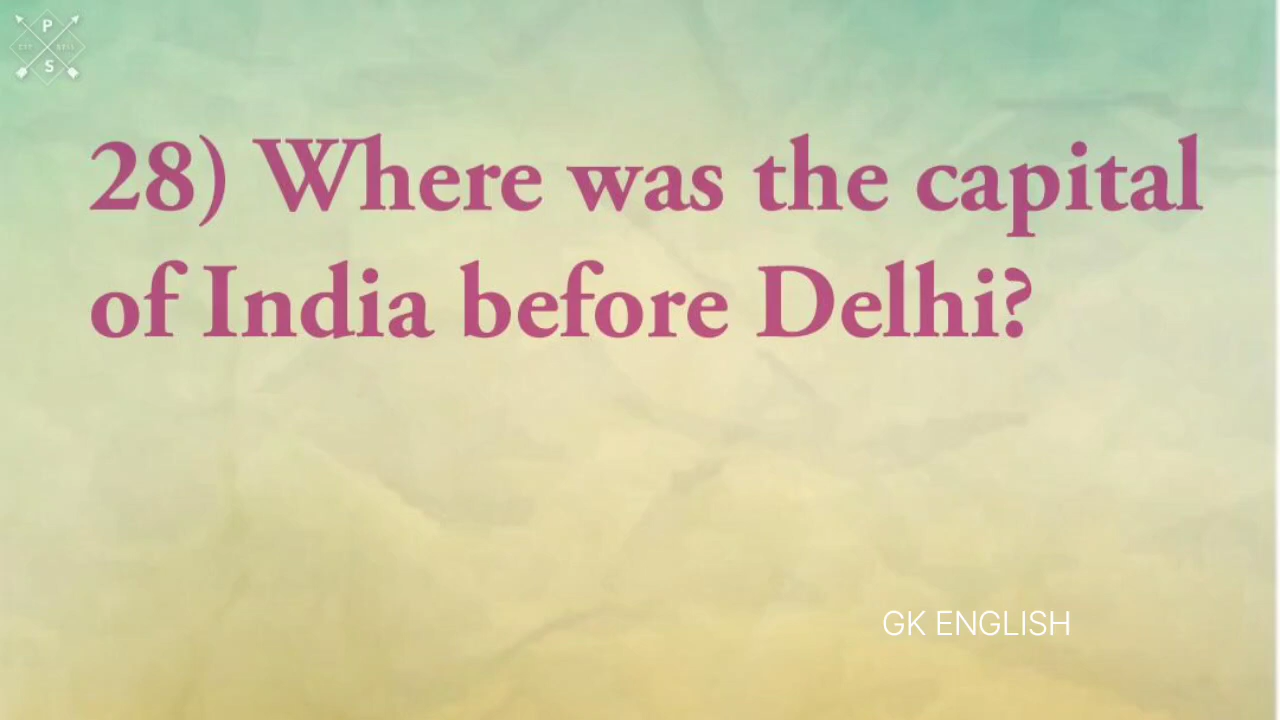 P
S
28) Where was the capital
of India before Delhi?
GK ENGLISH